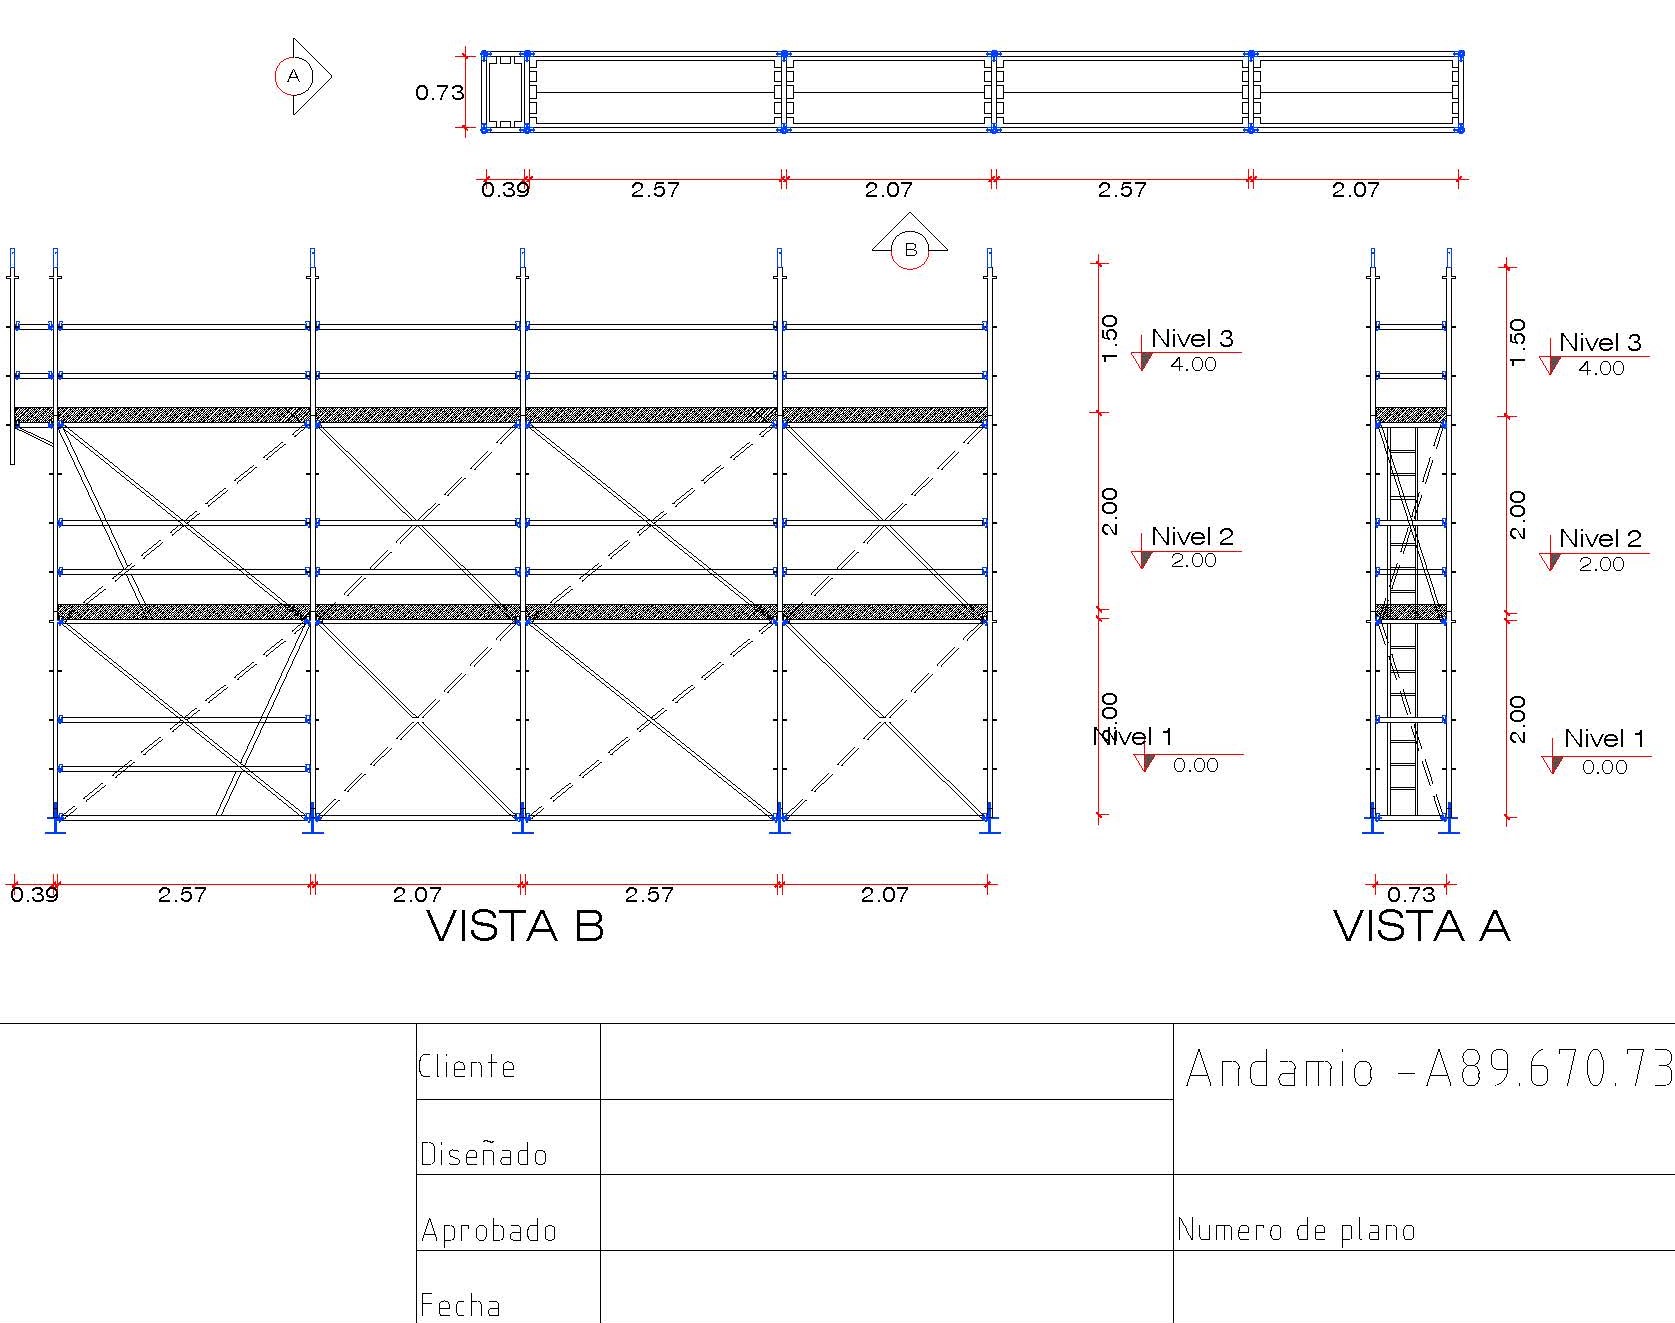 A
0.73
0.39 2.57 2.07 2.57 2.07
B
1.50
Nivel 3
4.00
2.00
Nivel 2
2.00
2.00
Nivel 1
0.00
1.50
Nivel 3
4.00
2.00
Nivel 2
2.00
2.00
Nivel 1
0.00
0.39 2.57 2.07 2.57 2.07
VISTA B
0.73
VISTA A
Cliente
Andamio -A89.670.73
Diseñado
Aprobado
Numero de plano
Fecha